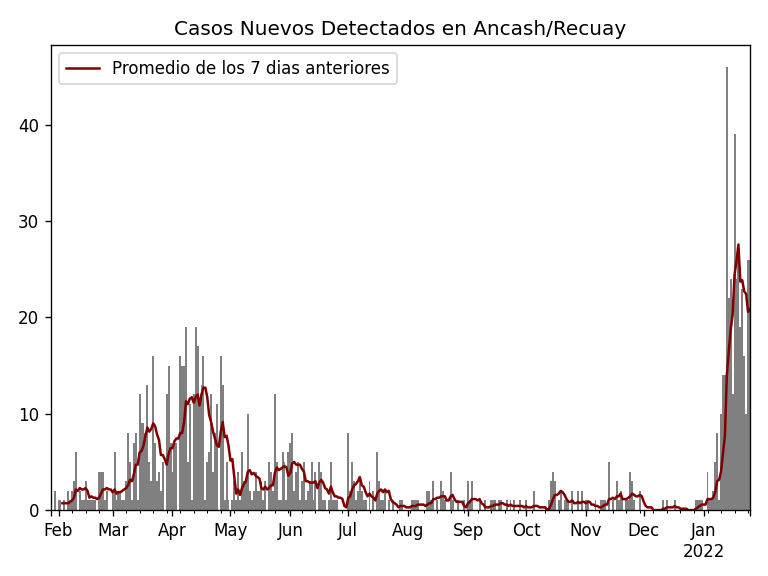 Casos Nuevos Detectados en Ancash/Recuay
Promedio de los 7 dias anteriores
40
30
20
10
0
Feb Mar Apr May Jun Jul Aug Sep Oct Nov Dec Jan
2022